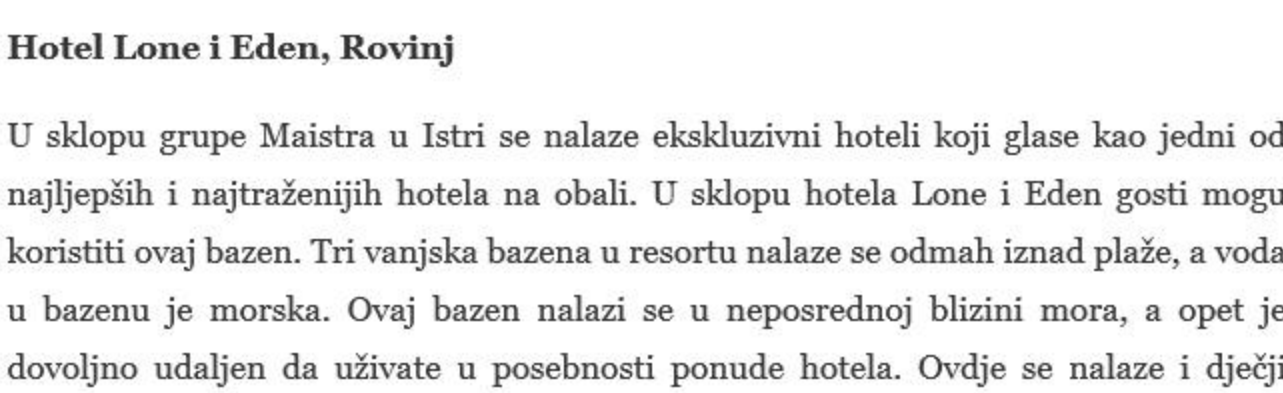 Hotel Lone i Eden, Rovinj
U sklopu grupe Maistra u Istri se nalaze ekskluzivni hoteli koji glase kao jedni od
najljepših i najtraženijih hotela na obali. U sklopu hotela Lone i Eden gosti mogu
koristiti ovaj bazen. Tri vanjska bazena u resortu nalaze se odmah iznad plaže, a voda
u bazenu je morska. Ovaj bazen nalazi se u neposrednoj blizini mora, a opet je
dovoljno udaljen da uživate u posebnosti ponude hotela. Ovdje se nalaze i dječji